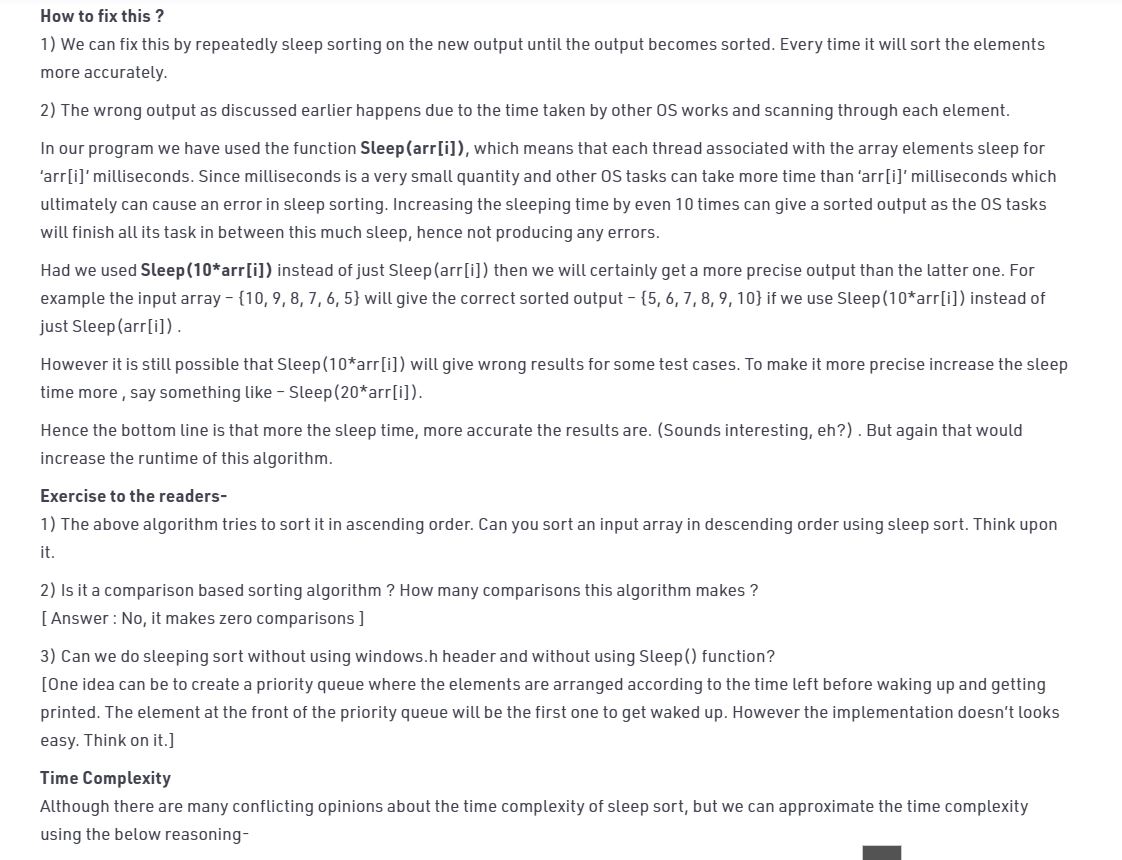 How to fix this ?
1) We can fix this by repeatedly sleep sorting on the new output until the output becomes sorted. Every time it will sort the elements
more accurately.
2) The wrong output as discussed earlier happens due to the time taken by other OS works and scanning through each element.
In our program we have used the function Sleep(arr[i]), which means that each thread associated with the array elements sleep for
‘arr[i]’ milliseconds. Since milliseconds is a very small quantity and other OS tasks can take more time than ‘arr[i]’ milliseconds which
ultimately can cause an error in sleep sorting. Increasing the sleeping time by even 10 times can give a sorted output as the OS tasks
will finish all its task in between this much sleep, hence not producing any errors.
Had we used Sleep(10*arr[i]) instead of just Sleep(arr[i]) then we will certainly get a more precise output than the latter one. For
example the input array – {10, 9, 8, 7, 6, 5} will give the correct sorted output – {5, 6, 7, 8, 9, 10} if we use Sleep(10*arr[i]) instead of
just Sleep(arr[i]) .
However it is still possible that Sleep(10*arr[i]) will give wrong results for some test cases. To make it more precise increase the sleep
time more , say something like – Sleep(20*arr[i]).
Hence the bottom line is that more the sleep time, more accurate the results are. (Sounds interesting, eh?) . But again that would
increase the runtime of this algorithm.
Exercise to the readers-
1) The above algorithm tries to sort it in ascending order. Can you sort an input array in descending order using sleep sort. Think upon
it.
2) Is it a comparison based sorting algorithm ? How many comparisons this algorithm makes ?
[ Answer : No, it makes zero comparisons ]
3) Can we do sleeping sort without using windows.h header and without using Sleep() function?
[One idea can be to create a priority queue where the elements are arranged according to the time left before waking up and getting
printed. The element at the front of the priority queue will be the first one to get waked up. However the implementation doesn’t looks
easy. Think on it.]
Time Complexity
Although there are many conflicting opinions about the time complexity of sleep sort, but we can approximate the time complexity
using the below reasoning-